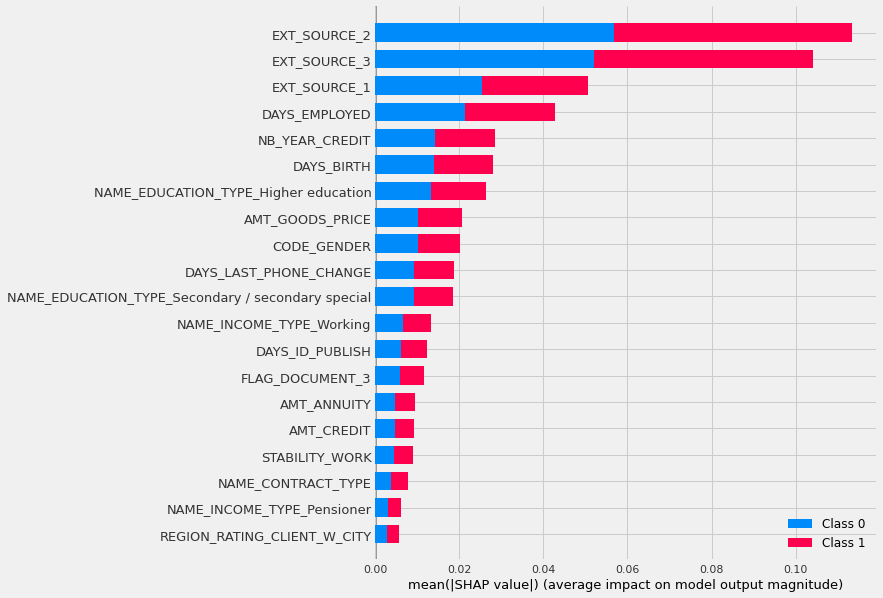 EXT_SOURCE_2
EXT_SOURCE_3
EXT_SOURCE_1
DAYS_EMPLOYED
NB_YEAR_CREDIT
DAYS_BIRTH
NAME_EDUCATION_TYPE_Higher education
AMT_GOODS_PRICE
CODE_GENDER
DAYS_LAST_PHONE_CHANGE
NAME_EDUCATION_TYPE_Secondary / secondary special
NAME_INCOME_TYPE_Working
DAYS_ID_PUBLISH
FLAG_DOCUMENT_3
AMT_ANNUITY
AMT_CREDIT
STABILITY_WORK
NAME_CONTRACT_TYPE
NAME_INCOME_TYPE_Pensioner
REGION_RATING_CLIENT_W_CITY
Class 0
Class 1
0.00 0.02 0.04 0.06 0.08 0.10
mean(|SHAP value|) (average impact on model output magnitude)